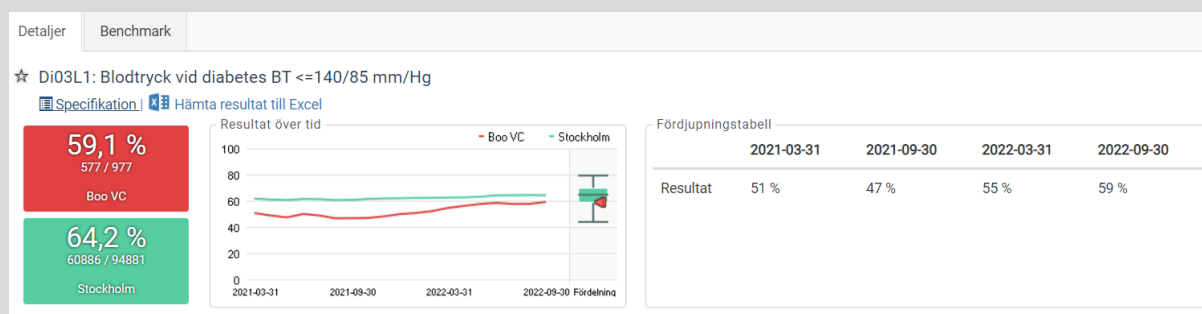 Detaljer Benchmark
Di03L1: Blodtryck vid diabetes BT <=140/85 mm/Hg
Specifikation | Hämta resultat till Excel
59,1 %
577 / 977
Boo VC
64,2 %
60886 / 94881
Stockholm
Resultat över tid
Boo VC Stockholm
100
80
60
40
20
0
2021-03-31 2021-09-30 2022-03-31 2022-09-30 Fördelning
Fördjupningstabell
2021-03-31 2021-09-30 2022-03-31 2022-09-30
Resultat 51 % 47 % 55 % 59 %